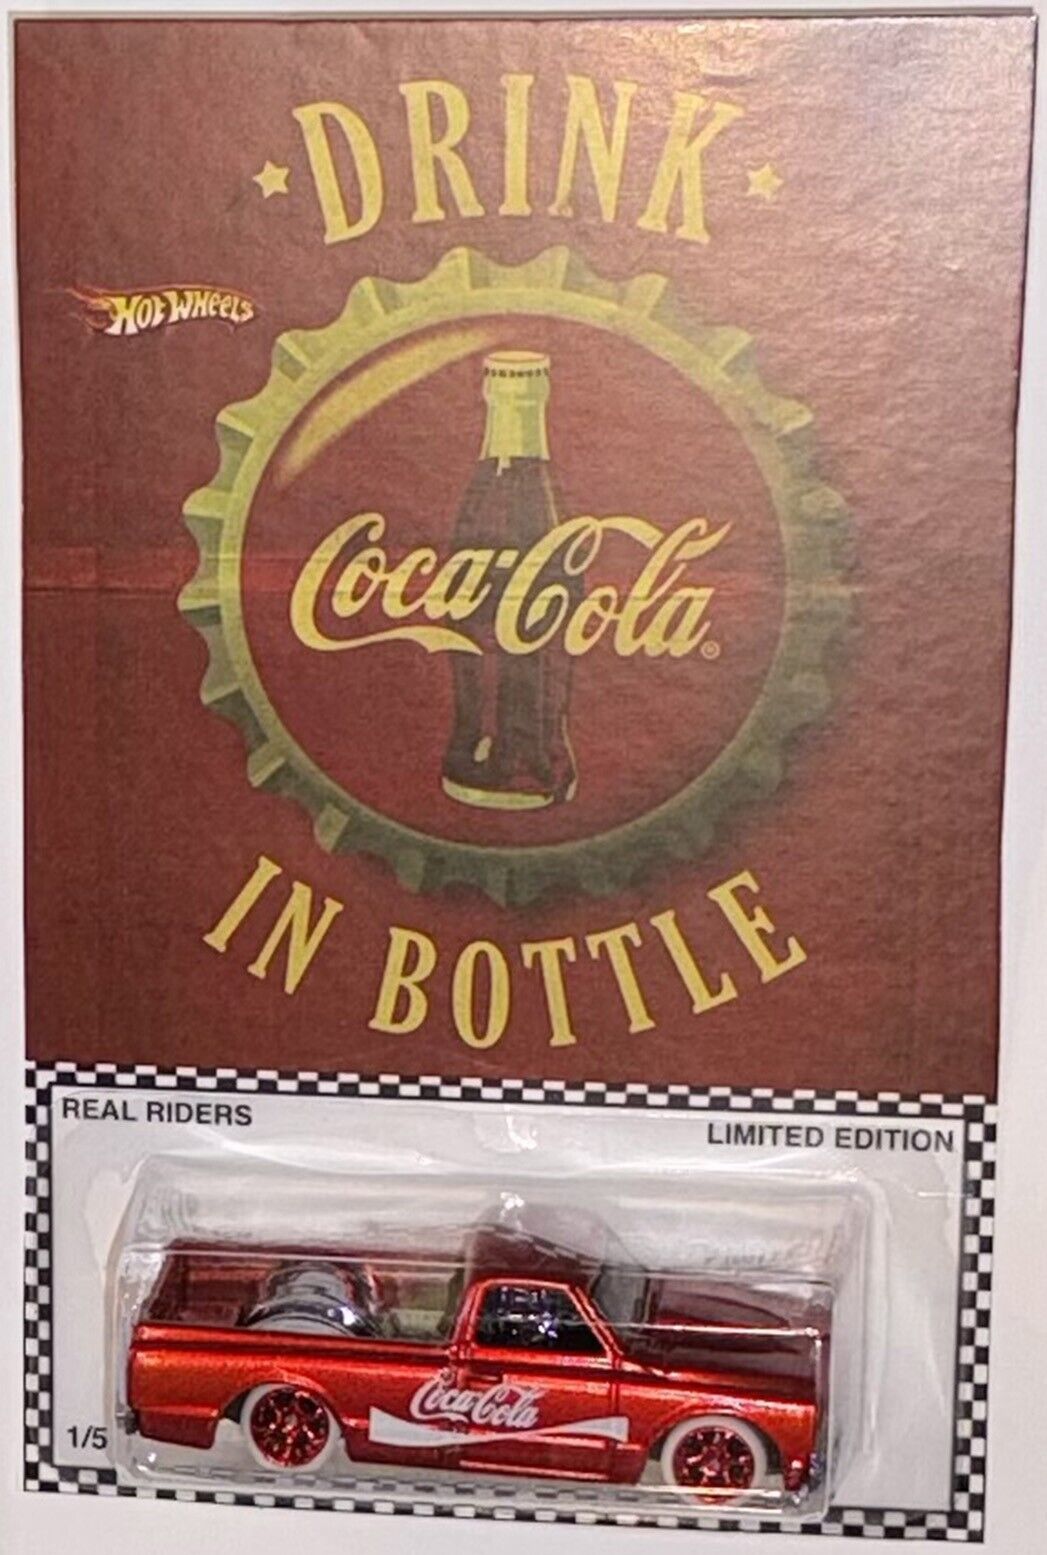 DRINK
HOT WHEELS
Coca-Cola
IN BOTTLE
REAL RIDERS
LIMITED EDITION
Coca-Cola
1/5